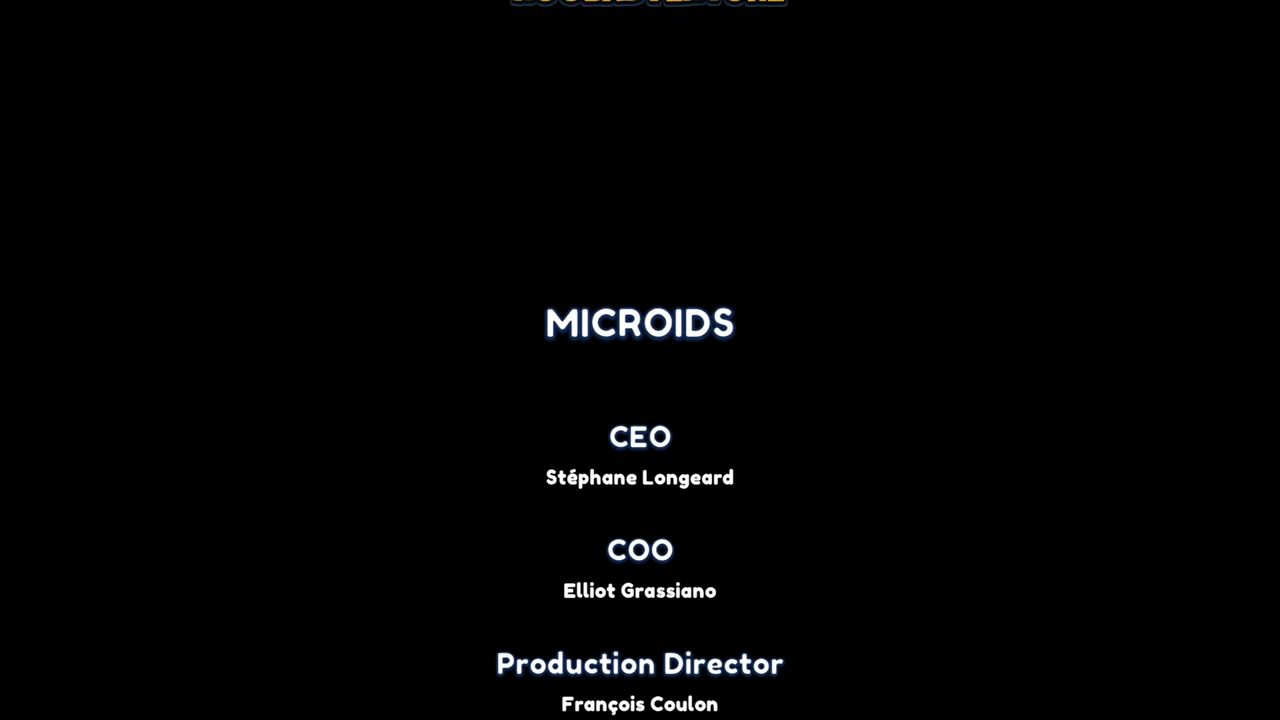 MICROIDS
CEO
Stéphane Longeard
COO
Elliot Grassiano
Production Director
François Coulon